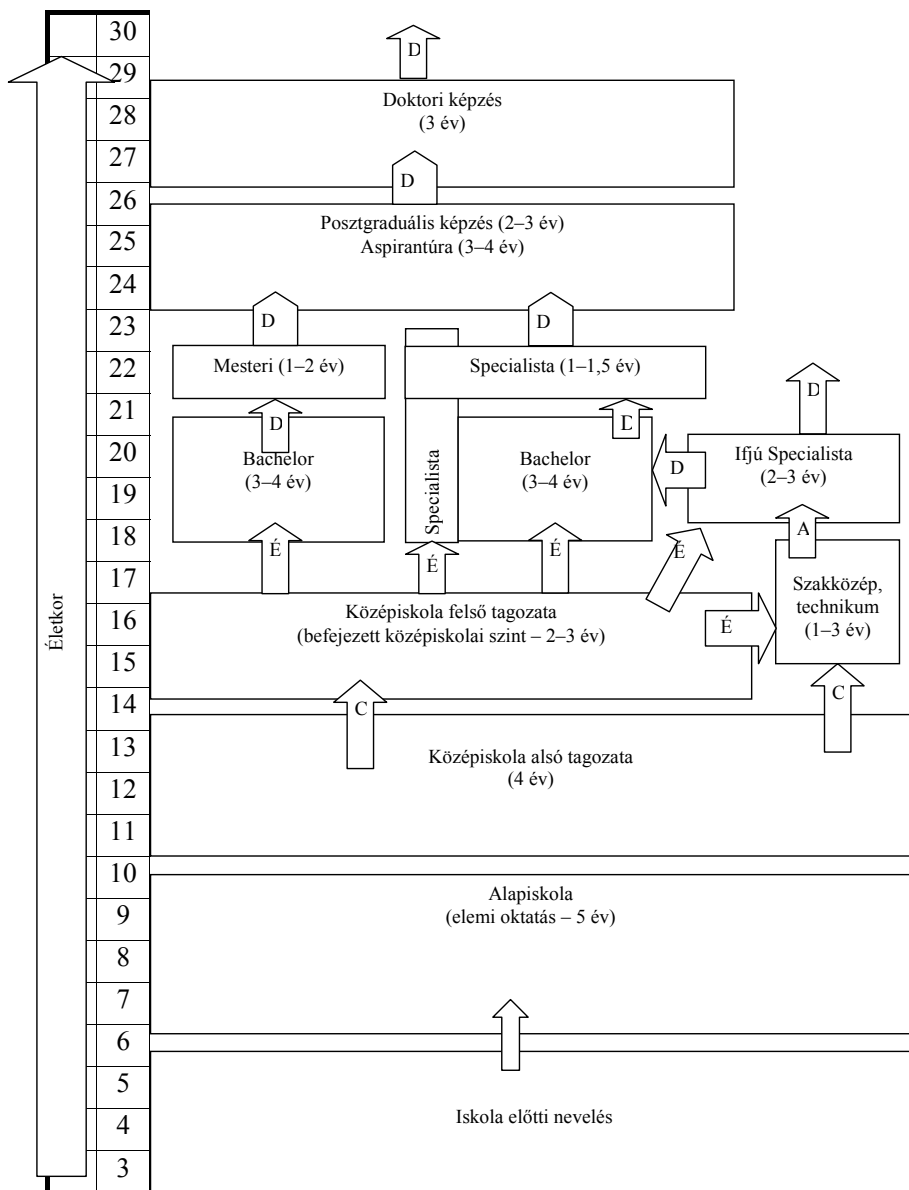 30
D
29
Doktori képzés
28
(3 év)
27
D
26
Posztgraduális képzés (2–3 év)
25
Aspirantúra (3–4 év)
24
23
D
D
22
Mesteri (1–2 év)
Specialista (1–1,5 év)
21
D
D
20
Bachelor
(3–4 év)
Specialista
Bachelor
(3–4 év)
D
Ifjú Specialista
(2–3 év)
19
18
É
É
É
É
A
17
Szakközép,
technikum
(1–3 év)
16
Középiskola felső tagozata
(befejezett középiskolai szint – 2–3 év)
É
Életkor
15
14
C
C
13
Középiskola alsó tagozata
(4 év)
12
11
10
Alapiskola
(elemi oktatás – 5 év)
9
8
7
6
5
Iskola előtti nevelés
4
3